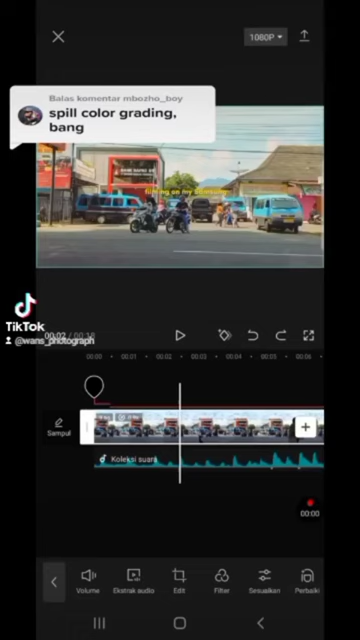 1080P
Balas komentar mbozho_boy
spill color grading,
bang
TikTok
@wans_photograph
00:02 / 00:18
00:00
00:01
00:02
00:03
00:04
00:05
00:06
Sampul
Koleksi suara
00:00
Volume
Ekstrak audio
Edit
Filter
Sesuaikan
Perbaiki